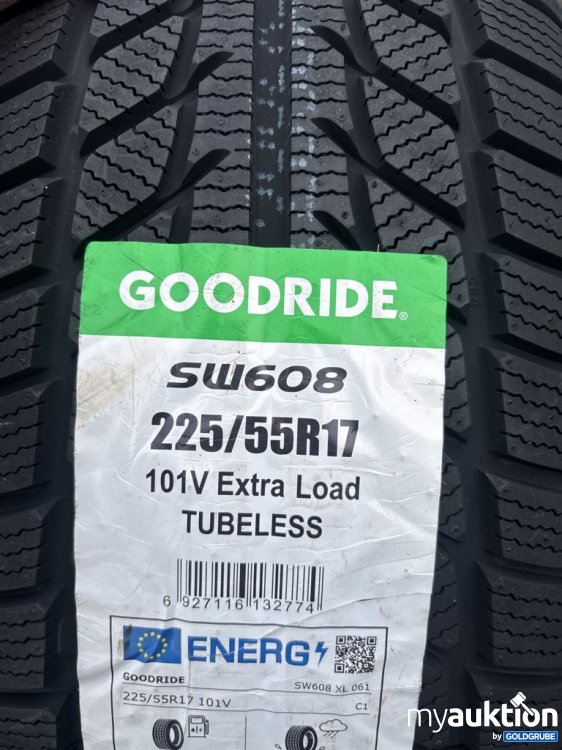 GOODRIDE®
SW608
225/55R17
101V Extra Load
TUBELESS
6 927116 132774
ENERG
GOODRIDE
SW608 XL 061
225/55R17 101V
C1
myauktion
by GOLDGRUBE